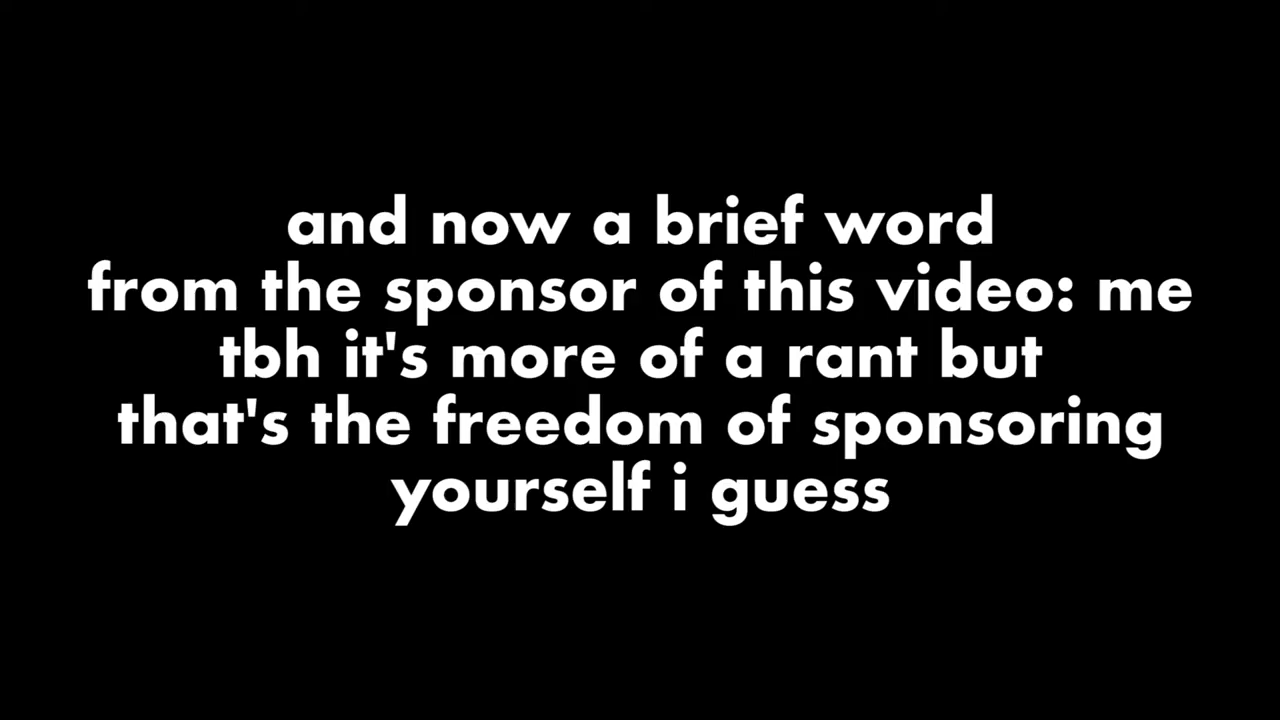 and now a brief word
from the sponsor of this video: me
tbh it's more of a rant but
that's the freedom of sponsoring
yourself i guess